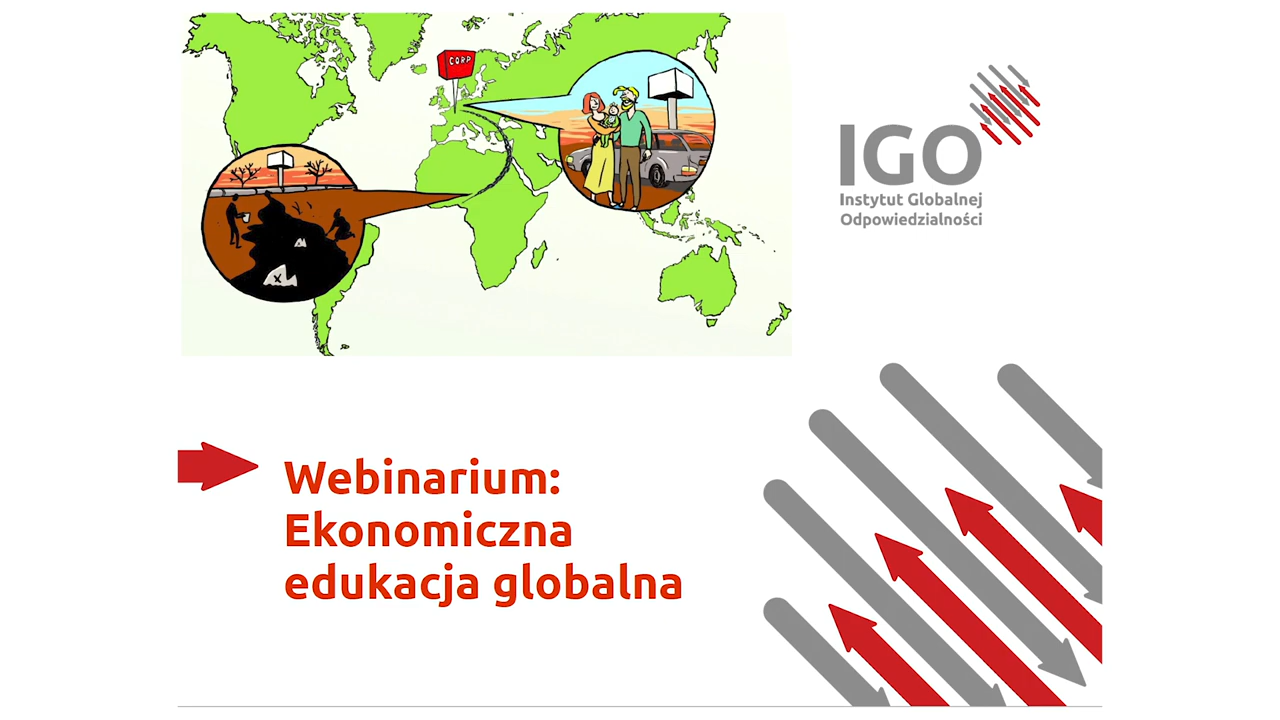 CORP
IGO
Instytut Globalnej
Odpowiedzialności
Webinarium:
Ekonomiczna
edukacja globalna